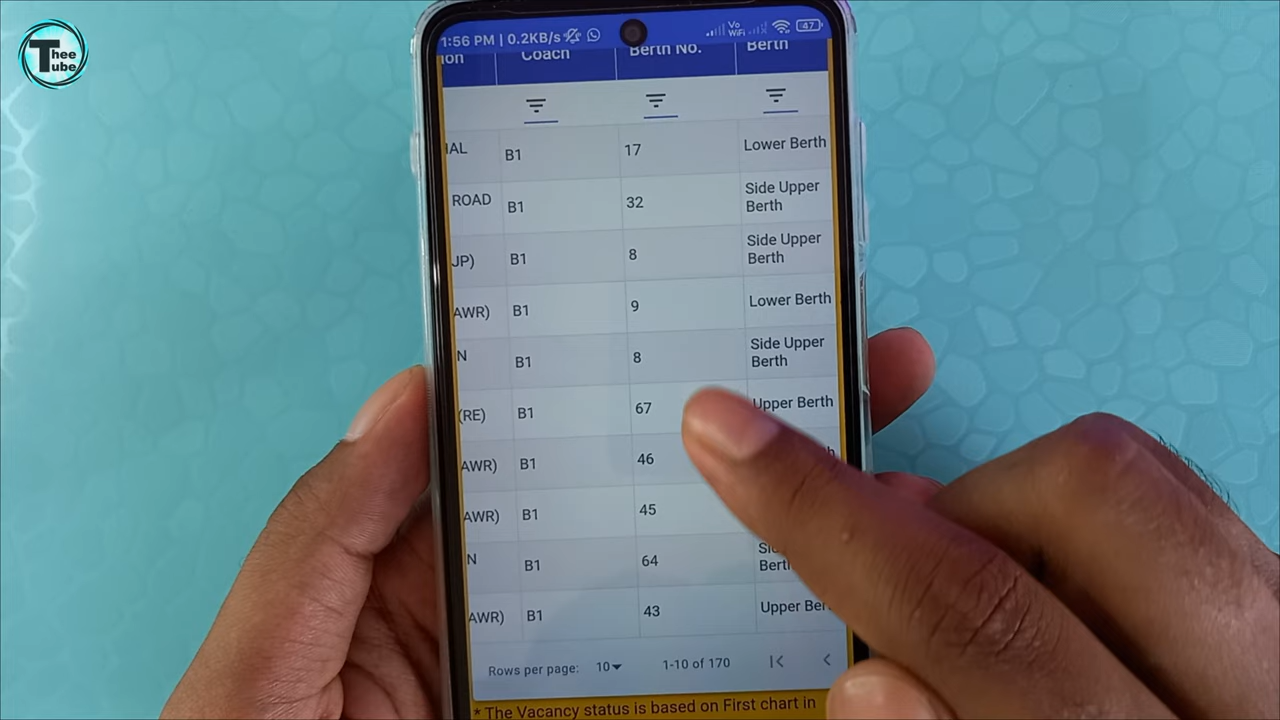 Thee
Tube
1:56 PM | 0.2KB/s
Vo
WiFi
47
Coach
Berth No.
Berth
B1 17 Lower Berth
ROAD B1 32 Side Upper
Berth
JP) B1 8 Side Upper
Berth
AWR) B1 9 Lower Berth
N B1 8 Side Upper
Berth
(RE) B1 67 Upper Berth
AWR) B1 46
AWR) B1 45
N B1 64
AWR) B1 43 Upper
Rows per page: 10 1-10 of 170
* The Vacancy status is based on First chart in